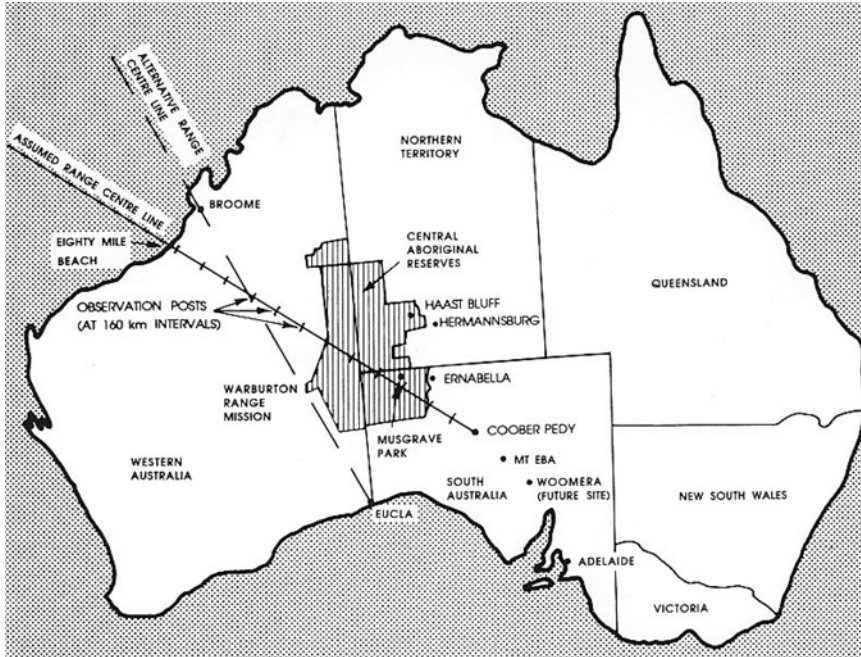 ALTERNATIVE RANGE
CENTRE LINE
ASSUMED RANGE CENTRE LINE
BROOME
EIGHTY MILE
BEACH
OBSERVATION POSTS
(AT 160 km INTERVALS)
NORTHERN
TERRITORY
CENTRAL
ABORIGINAL
RESERVES
HAAST BLUFF
HERMANNSBURG
QUEENSLAND
WARBURTON
RANGE
MISSION
ERNABELLA
MUSGRAVE
PARK
COOBER PEDY
MT EBA
WESTERN
AUSTRALIA
SOUTH
AUSTRALIA
WOOMERA
(FUTURE SITE)
NEW SOUTH WALES
EUCLA
ADELAIDE
VICTORIA